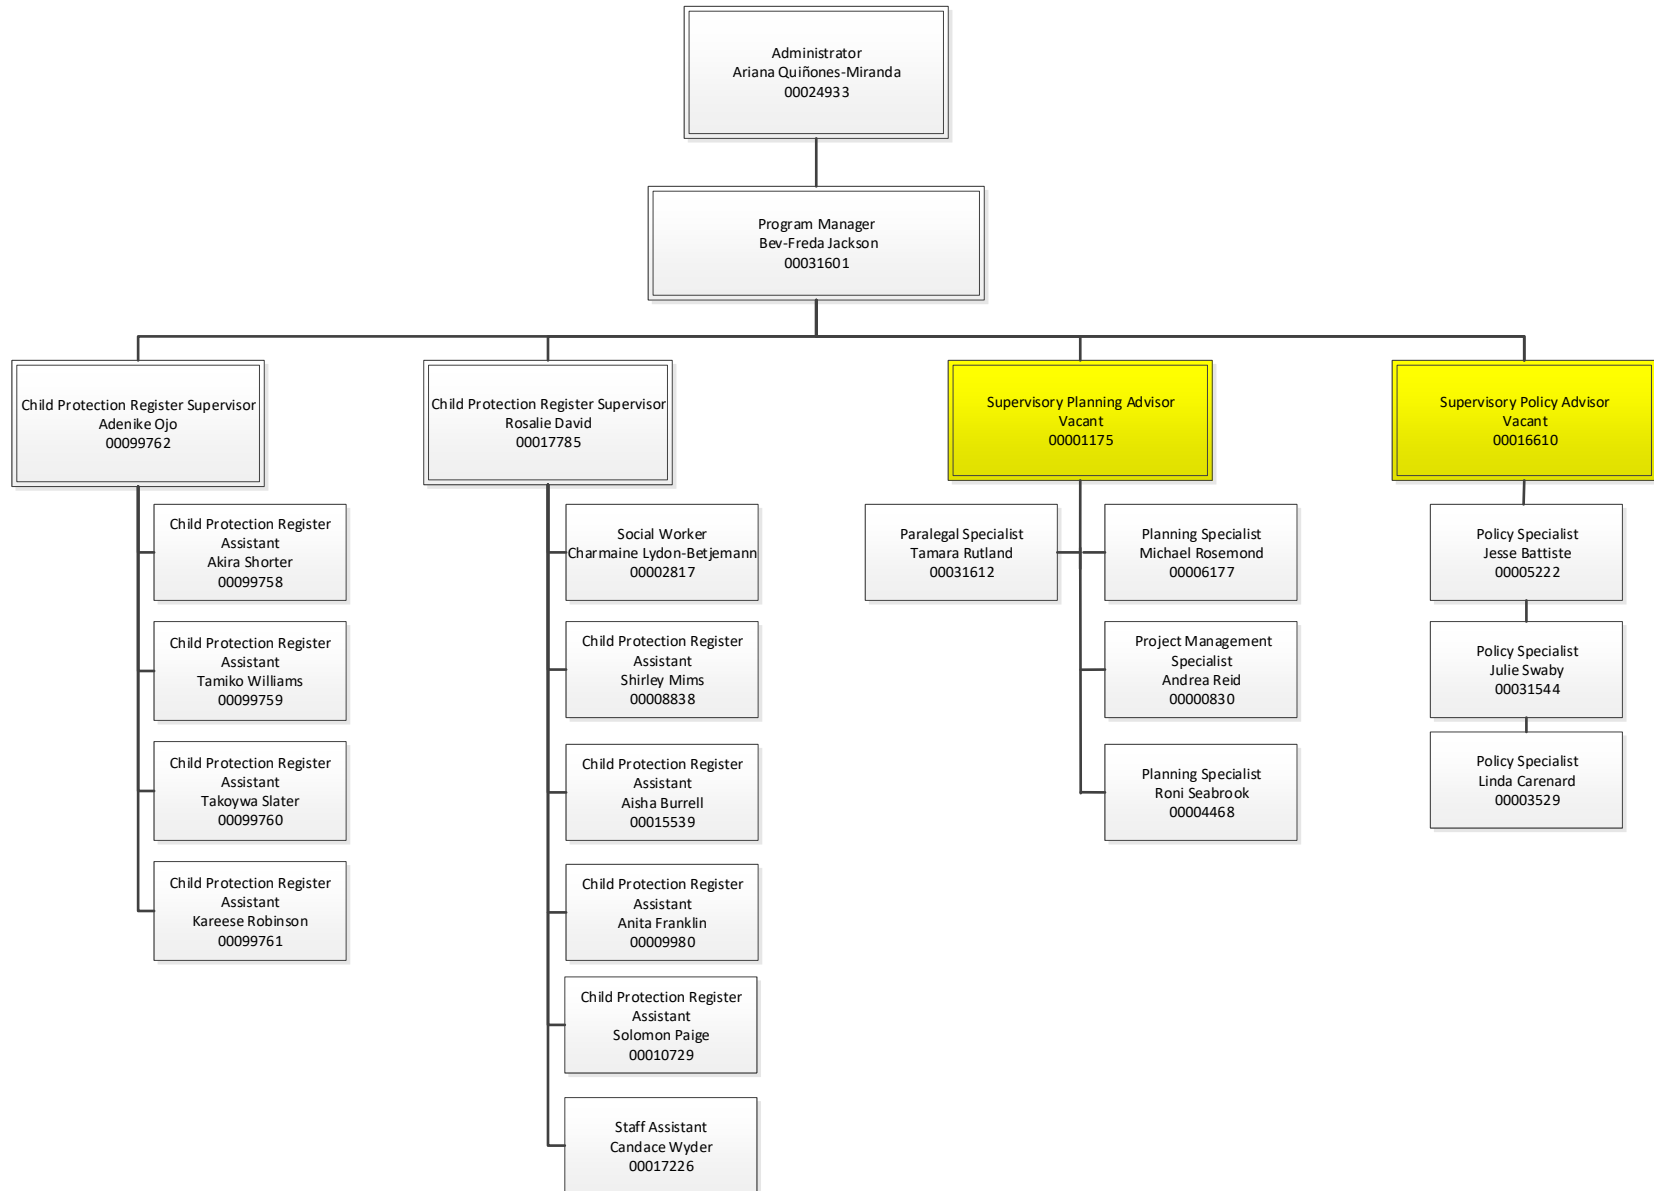 Administrator
Ariana Quiñones-Miranda
00024933
Program Manager
Bev-Freda Jackson
00031601
Child Protection Register Supervisor
Adenike Ojo
00099762
Child Protection Register Supervisor
Rosalie David
00017785
Supervisory Planning Advisor
Vacant
00001175
Supervisory Policy Advisor
Vacant
00016610
Child Protection Register
Assistant
Akira Shorter
00099758
Child Protection Register
Assistant
Tamiko Williams
00099759
Child Protection Register
Assistant
Takoywa Slater
00099760
Child Protection Register
Assistant
Kareese Robinson
00099761
Social Worker
Charmaine Lydon-Betjemann
00002817
Child Protection Register
Assistant
Shirley Mims
00008838
Child Protection Register
Assistant
Aisha Burrell
00015539
Child Protection Register
Assistant
Anita Franklin
00009980
Child Protection Register
Assistant
Solomon Paige
00010729
Staff Assistant
Candace Wyder
00017226
Paralegal Specialist
Tamara Rutland
00031612
Planning Specialist
Michael Rosemond
00006177
Project Management
Specialist
Andrea Reid
00000830
Planning Specialist
Roni Seabrook
00004468
Policy Specialist
Jesse Battiste
00005222
Policy Specialist
Julie Swaby
00031544
Policy Specialist
Linda Carenard
00003529